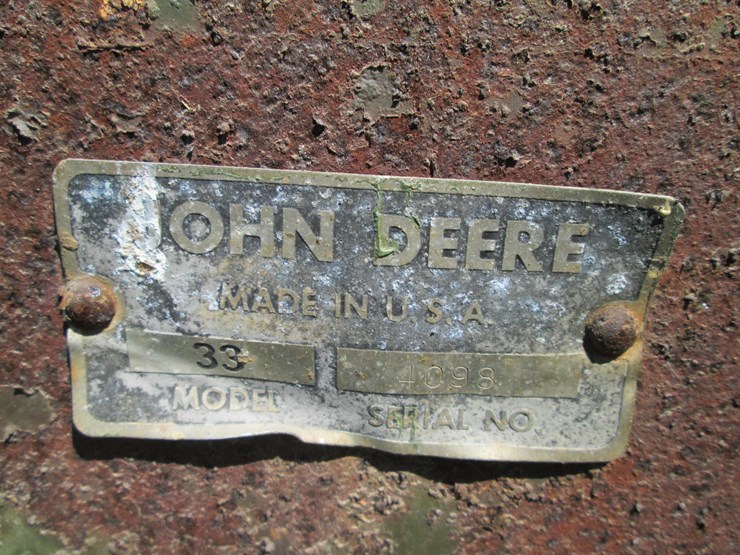 JOHN DEERE
MADE IN U.S.A.
33 4098
MODEL SERIAL NO